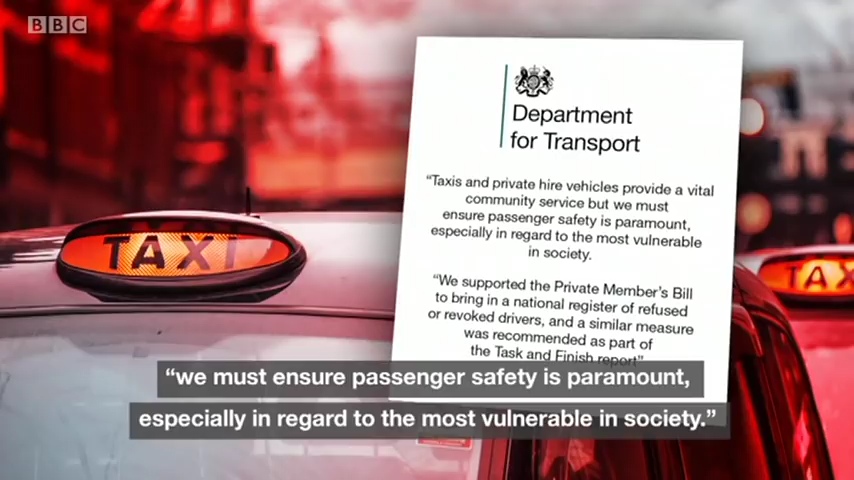 BBC
Department
for Transport
“Taxis and private hire vehicles provide a vital
community service but we must
ensure passenger safety is paramount,
especially in regard to the most vulnerable
in society.
“We supported the Private Member’s Bill
to bring in a national register of refused
or revoked drivers, and a similar measure
was recommended as part of
the Task and Finish report”
TAXI
TAX
“we must ensure passenger safety is paramount,
especially in regard to the most vulnerable in society.”